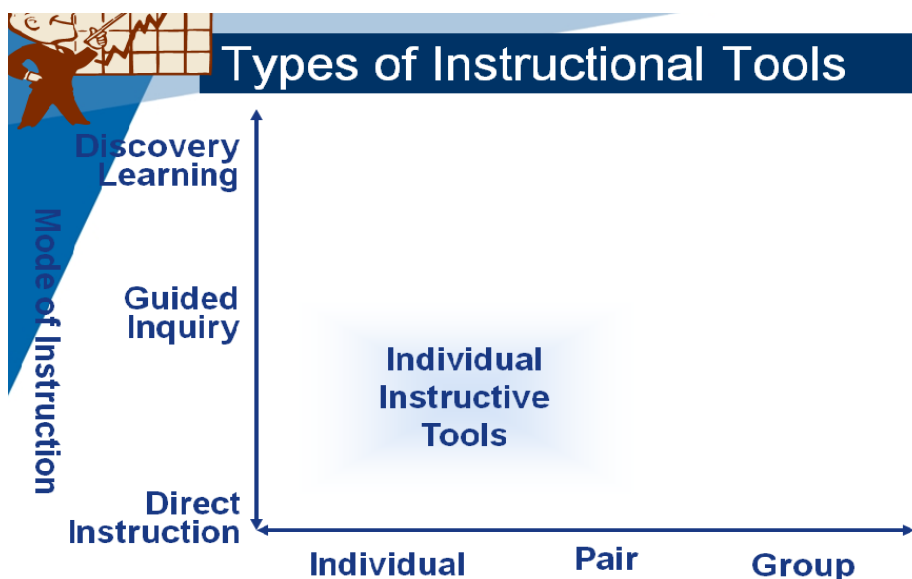 Types of Instructional Tools
Discovery
Learning
Mode of Instruction
Guided
Inquiry
Individual
Instructive
Tools
Direct
Instruction
Individual
Pair
Group